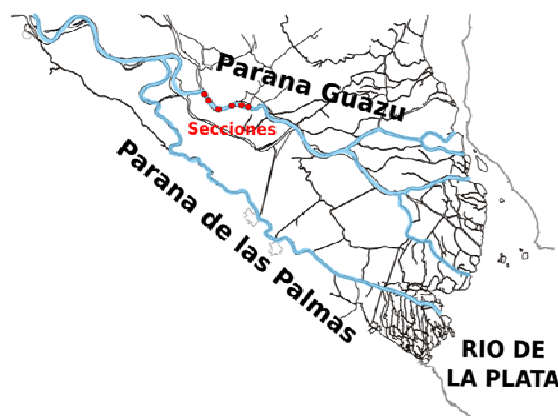 Parana Guazu
Secciones
Parana de las Palmas
RIO DE
LA PLATA